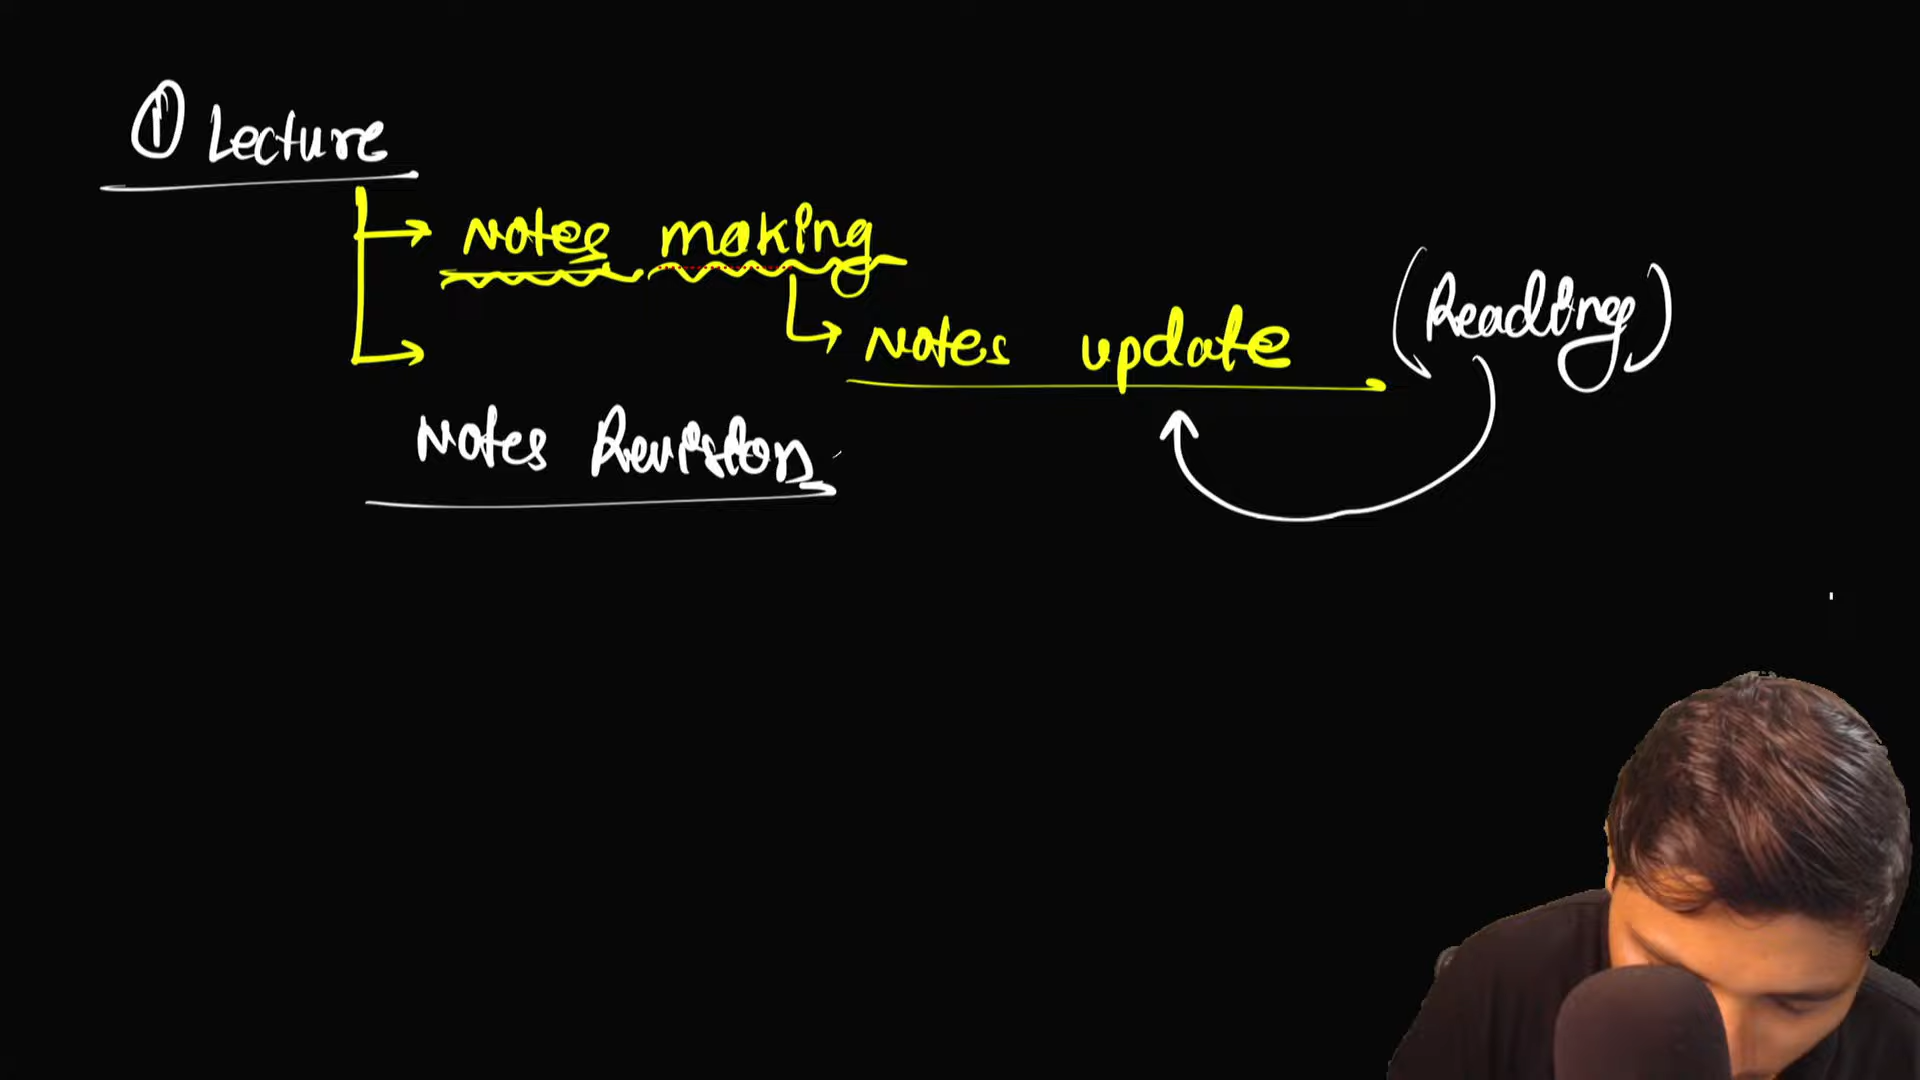 ① Lecture
→ Notes making
→ Notes update (Reading)
→
Notes Revision